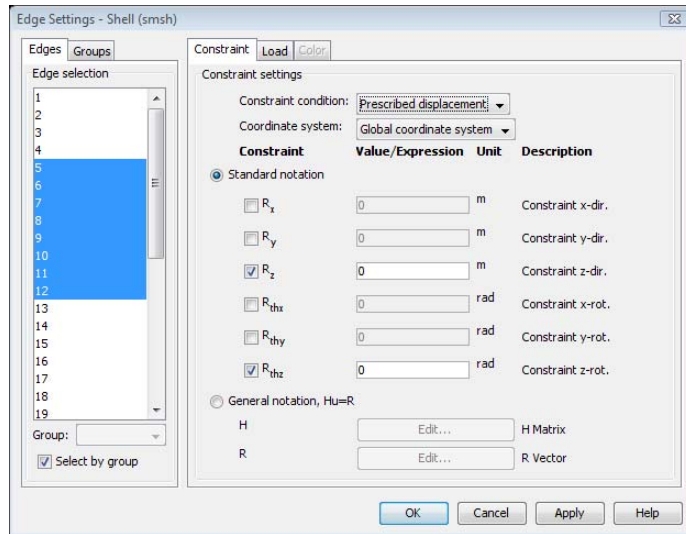 Edge Settings - Shell (smsh)
Edges Groups
Edge selection
1
2
3
4
5
6
7
8
9
10
11
12
13
14
15
16
17
18
19
Group:
Select by group
Constraint Load Color
Constraint settings
Constraint condition: Prescribed displacement
Coordinate system: Global coordinate system
Constraint Value/Expression Unit Description
Standard notation
Rx 0 m Constraint x-dir.
Ry 0 m Constraint y-dir.
Rz 0 m Constraint z-dir.
Rthx 0 rad Constraint x-rot.
Rthy 0 rad Constraint y-rot.
Rthz 0 rad Constraint z-rot.
General notation, Hu=R
H Edit... H Matrix
R Edit... R Vector
OK Cancel Apply Help